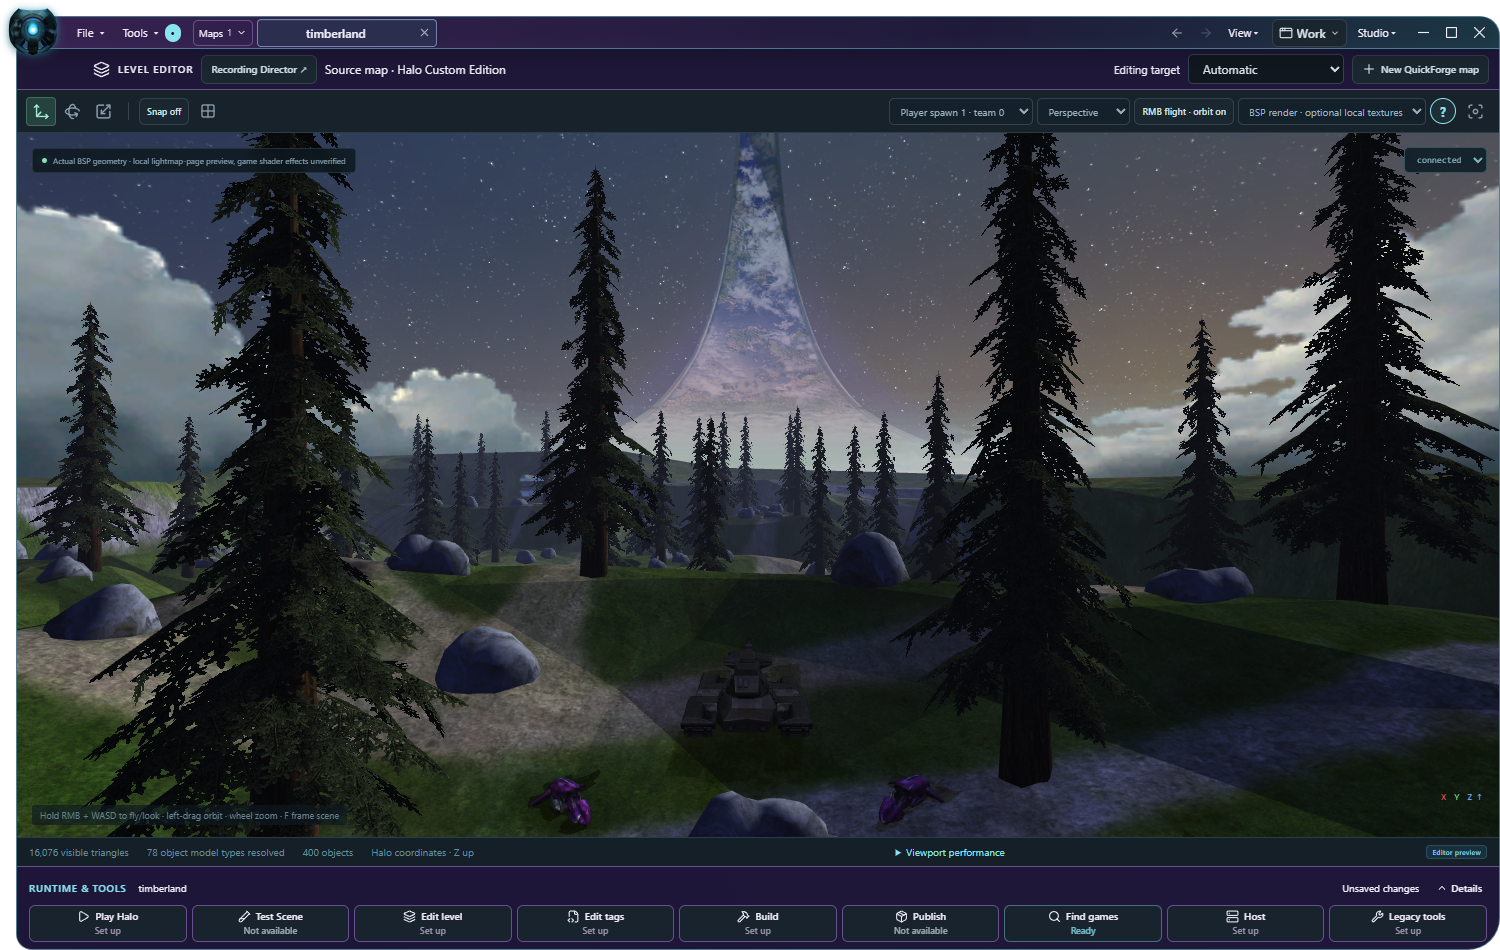 File Tools Maps 1 timberland View Work Studio
LEVEL EDITOR Recording Director ↗ Source map · Halo Custom Edition Editing target Automatic New QuickForge map
Snap off Player spawn 1 · team 0 Perspective RMB flight · orbit on BSP render · optional local textures ?
Actual BSP geometry · local lightmap-page preview, game shader effects unverified connected
X Y Z ↑
Hold RMB + WASD to fly/look · left-drag orbit · wheel zoom · F frame scene
16,076 visible triangles 78 object model types resolved 400 objects Halo coordinates · Z up Viewport performance Editor preview
RUNTIME & TOOLS timberland Unsaved changes Details
Play Halo Test Scene Edit level Edit tags Build Publish Find games Host Legacy tools
Set up Not available Set up Set up Set up Not available Ready Set up Set up